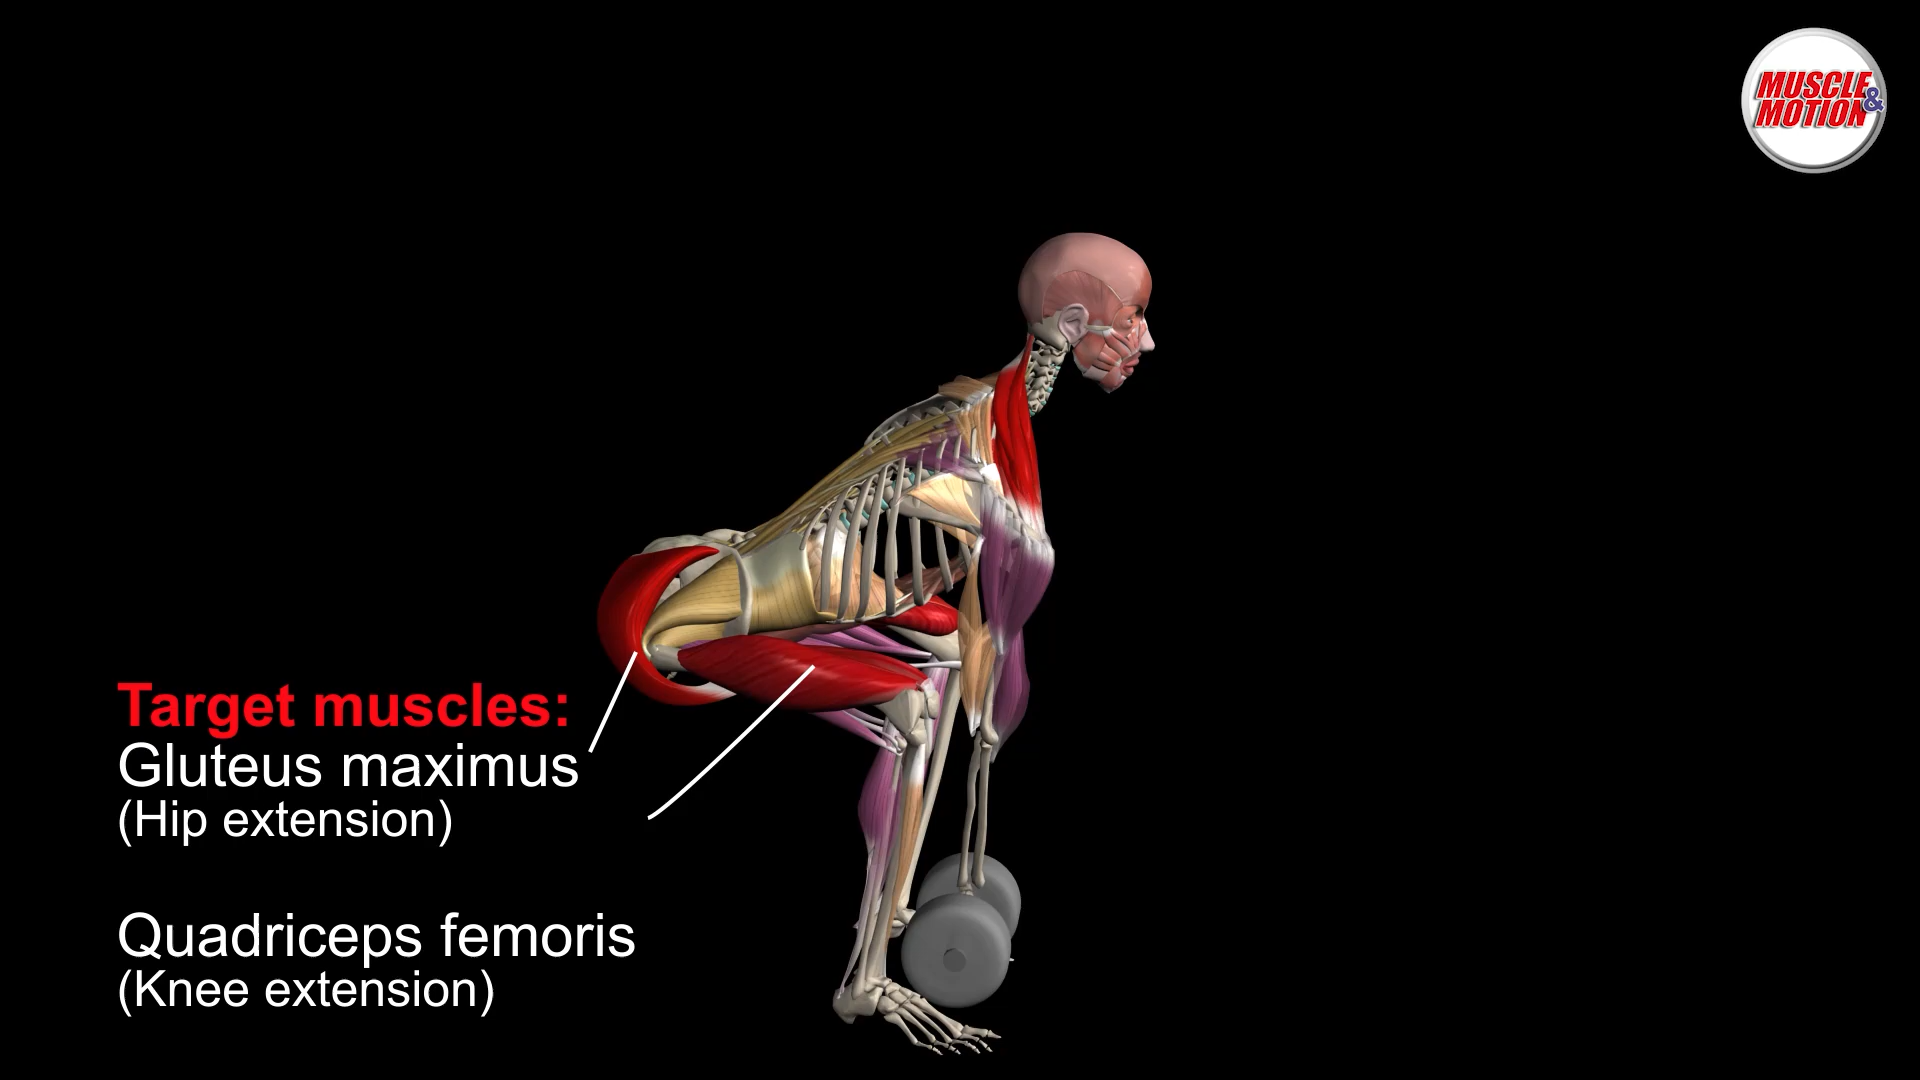 MUSCLE &
MOTION
Target muscles:
Gluteus maximus
(Hip extension)
Quadriceps femoris
(Knee extension)